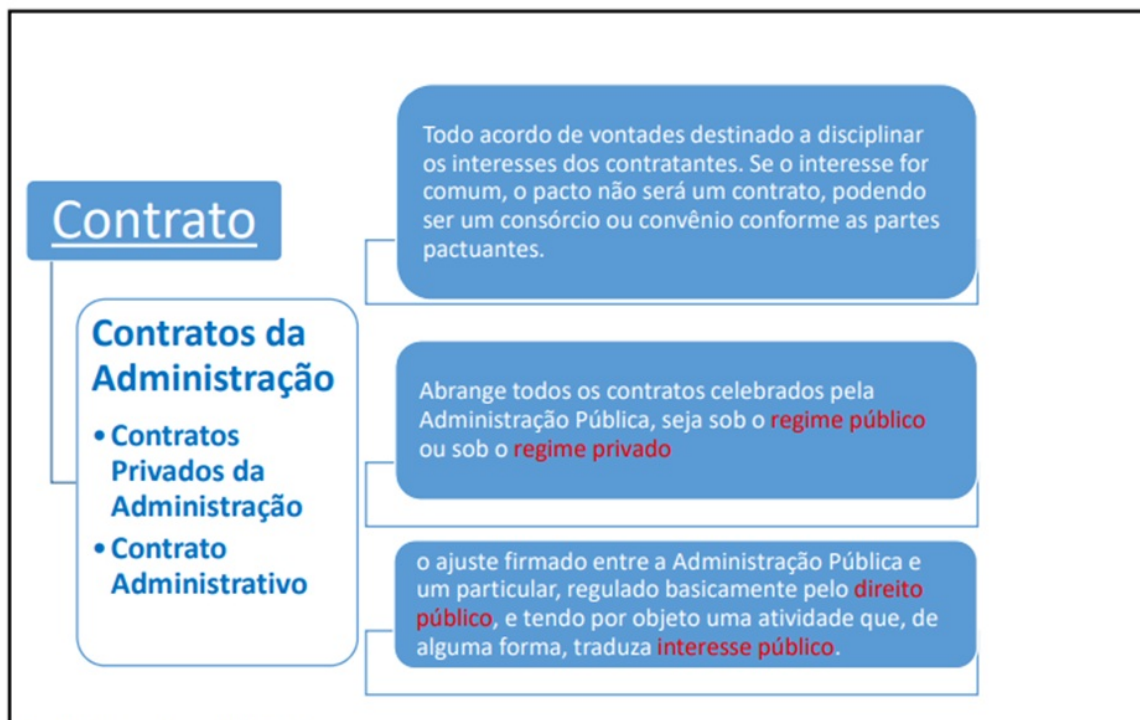 Contrato
Todo acordo de vontades destinado a disciplinar
os interesses dos contratantes. Se o interesse for
comum, o pacto não será um contrato, podendo
ser um consórcio ou convênio conforme as partes
pactuantes.
Contratos da
Administração
• Contratos
Privados da
Administração
• Contrato
Administrativo
Abrange todos os contratos celebrados pela
Administração Pública, seja sob o regime público
ou sob o regime privado
o ajuste firmado entre a Administração Pública e
um particular, regulado basicamente pelo direito
público, e tendo por objeto uma atividade que, de
alguma forma, traduza interesse público.